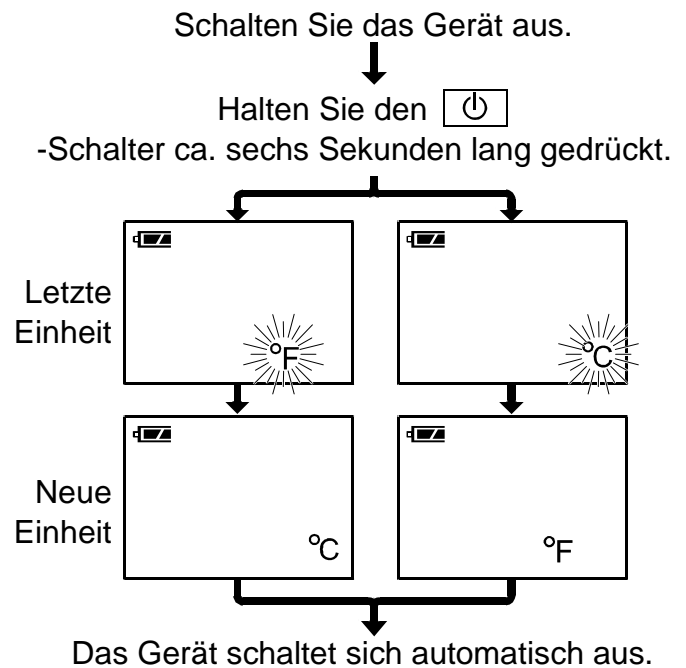 Schalten Sie das Gerät aus.
Halten Sie den
-Schalter ca. sechs Sekunden lang gedrückt.
Letzte
Einheit
°F
°C
Neue
Einheit
°C
°F
Das Gerät schaltet sich automatisch aus.